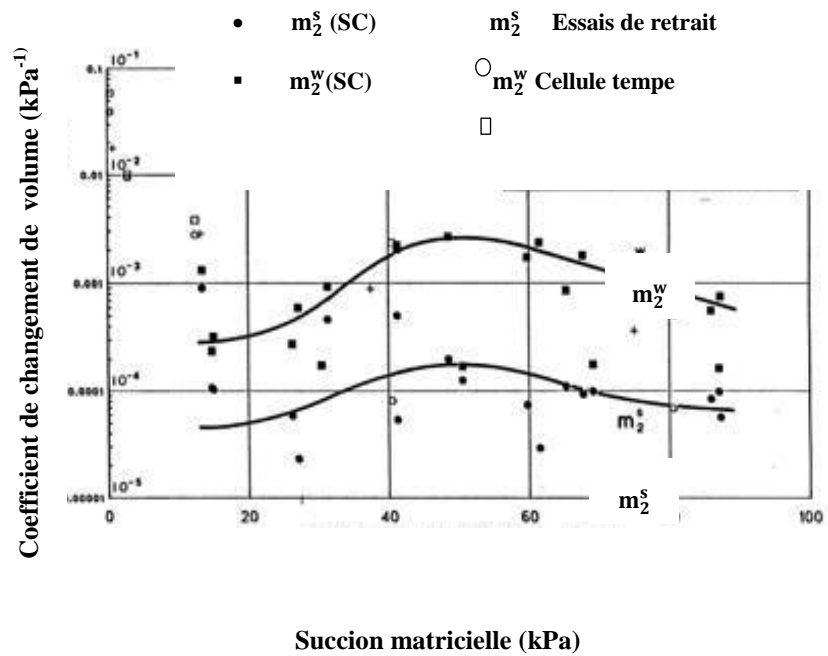 • m₂ˢ (SC) m₂ˢ Essais de retrait
■ m₂ʷ(SC) ○ m₂ʷ Cellule tempe
▯
Coefficient de changement de volume (kPa⁻¹)
0.1 10⁻¹
0.01 10⁻²
0.001 10⁻³
0.0001 10⁻⁴
0.00001 10⁻⁵
w
m₂ʷ
m₂ˢ
m₂ˢ
0 20 40 60 100
Succion matricielle (kPa)